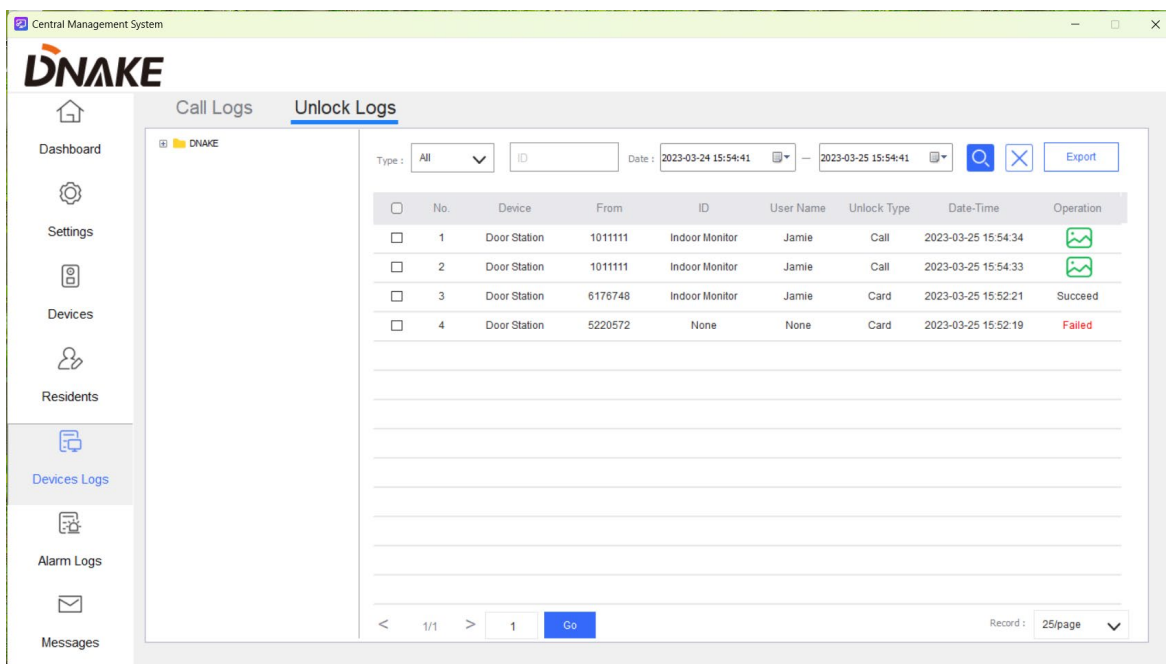 Central Management System
DNAKE
Dashboard
Settings
Devices
Residents
Devices Logs
Alarm Logs
Messages
Call Logs Unlock Logs
DNAKE
Type : All ID Date : 2023-03-24 15:54:41 — 2023-03-25 15:54:41 Export
No. Device From ID User Name Unlock Type Date-Time Operation
1 Door Station 1011111 Indoor Monitor Jamie Call 2023-03-25 15:54:34
2 Door Station 1011111 Indoor Monitor Jamie Call 2023-03-25 15:54:33
3 Door Station 6176748 Indoor Monitor Jamie Card 2023-03-25 15:52:21 Succeed
4 Door Station 5220572 None None Card 2023-03-25 15:52:19 Failed
< 1/1 > 1 Go Record : 25/page